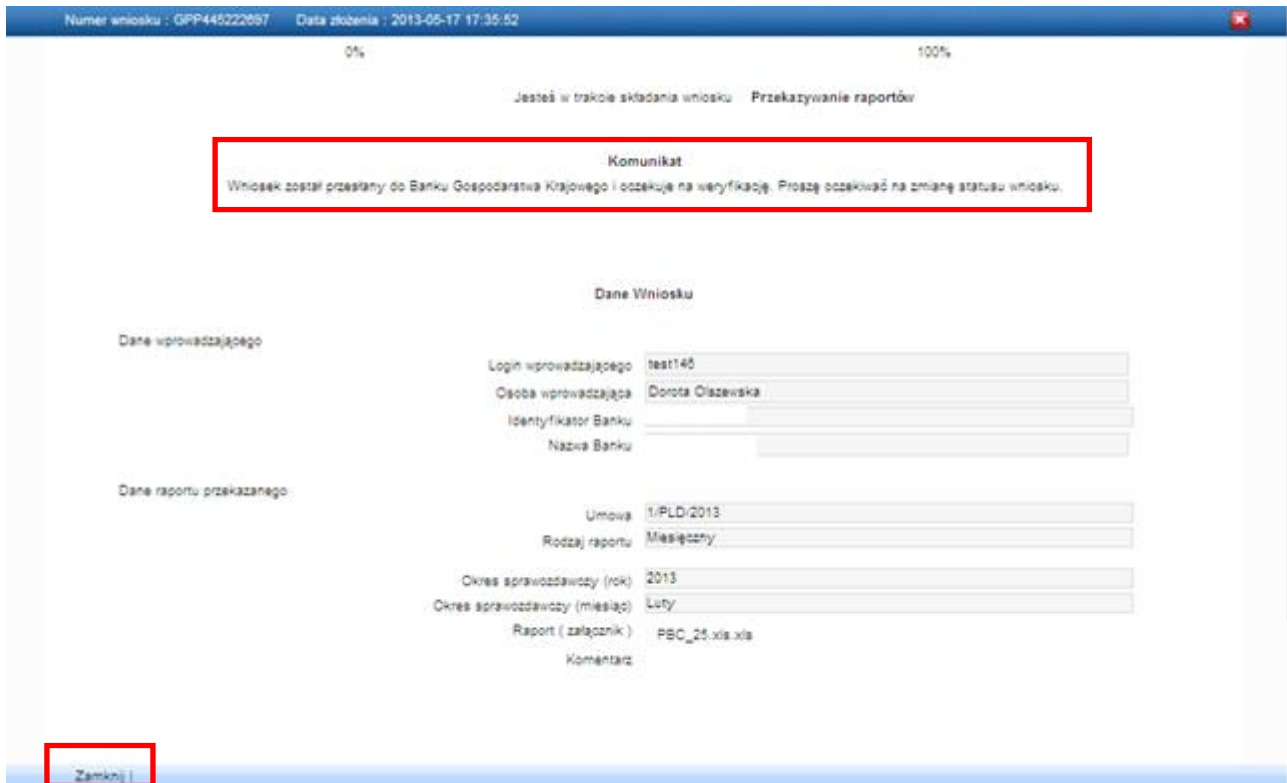 Numer wniosku : GPP445222697 Data złożenia : 2013-05-17 17:35:52
0% 100%
Jesteś w trakcie składania wniosku Przekazywanie raportów
Komunikat
Wniosek został przesłany do Banku Gospodarstwa Krajowego i oczekuje na weryfikację. Proszę oczekiwać na zmianę statusu wniosku.
Dane Wniosku
Dane wprowadzającego
Login wprowadzającego test146
Osoba wprowadzająca Dorota Olszewska
Identyfikator Banku
Nazwa Banku
Dane raportu przekazanego
Umowa 1/PLD/2013
Rodzaj raportu Miesięczny
Okres sprawozdawczy (rok) 2013
Okres sprawozdawczy (miesiąc) Luty
Raport ( załącznik ) PBC_25.xls.xls
Komentarz
Zamknij |